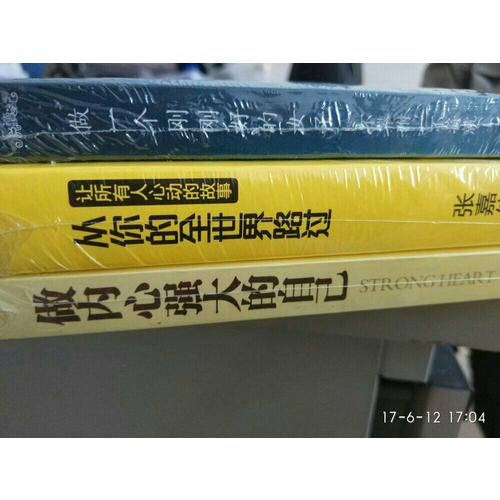 做一个刚刚好的女子
让所有人心动的故事
从你的全世界路过
张嘉
做内心强大的自己 STRONG HEART
17-6-12 17:04